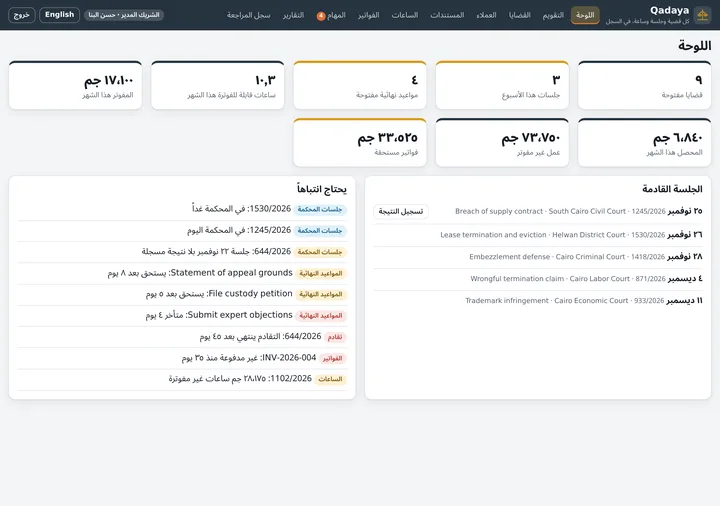 Qadaya
كل قضية وجلسة وساعة، في السجل
اللوحة
التقويم
القضايا
العملاء
المستندات
الساعات
الفواتير
المهام 4
التقارير
سجل المراجعة
الشريك المدير · حسن البنا
English
خروج
اللوحة
٩
قضايا مفتوحة
٣
جلسات هذا الأسبوع
٤
مواعيد نهائية مفتوحة
١٠٫٣
ساعات قابلة للفوترة هذا الشهر
١٧٬١٠٠ جم
المفوتر هذا الشهر
٦٬٨٤٠ جم
المحصل هذا الشهر
٧٣٬٧٥٠ جم
عمل غير مفوتر
٣٣٬٥٢٥ جم
فواتير مستحقة
الجلسة القادمة
٢٥ نوفمبر 1245/2026 · Breach of supply contract · South Cairo Civil Court تسجيل النتيجة
٢٦ نوفمبر 1530/2026 · Lease termination and eviction · Helwan District Court
٢٨ نوفمبر 1418/2026 · Embezzlement defense · Cairo Criminal Court
٤ ديسمبر 871/2026 · Wrongful termination claim · Cairo Labor Court
١١ ديسمبر 933/2026 · Trademark infringement · Cairo Economic Court
يحتاج انتباهاً
جلسات المحكمة 1530/2026: في المحكمة غداً
جلسات المحكمة 1245/2026: في المحكمة اليوم
جلسات المحكمة 644/2026: جلسة ٢٢ نوفمبر بلا نتيجة مسجلة
المواعيد النهائية Statement of appeal grounds: يستحق بعد ٨ يوم
المواعيد النهائية File custody petition: يستحق بعد ٥ يوم
المواعيد النهائية Submit expert objections: متأخر ٤ يوم
تقادم 644/2026: التقادم ينتهي بعد ٤٥ يوم
الفواتير INV-2026-004: غير مدفوعة منذ ٣٥ يوم
الساعات 1102/2026: ٢٨٬١٧٥ جم ساعات غير مفوترة